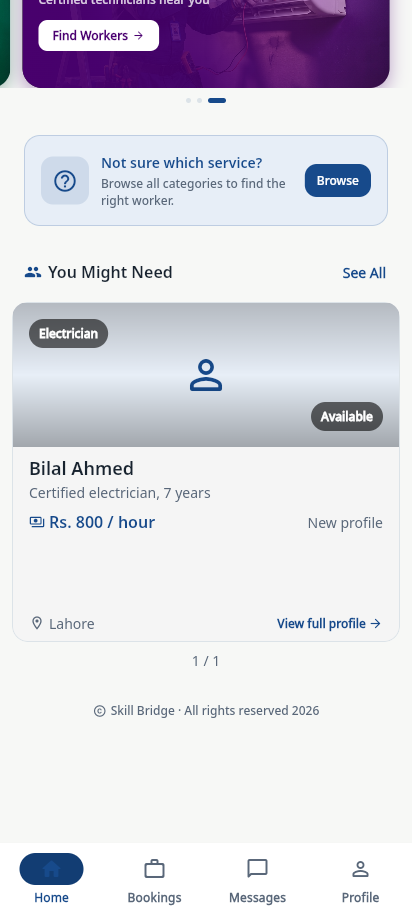 Certified technicians near you
Find Workers →
Not sure which service?
Browse all categories to find the
right worker.
Browse
You Might Need
See All
Electrician
Available
Bilal Ahmed
Certified electrician, 7 years
Rs. 800 / hour
New profile
Lahore
View full profile →
1 / 1
© Skill Bridge · All rights reserved 2026
Home
Bookings
Messages
Profile